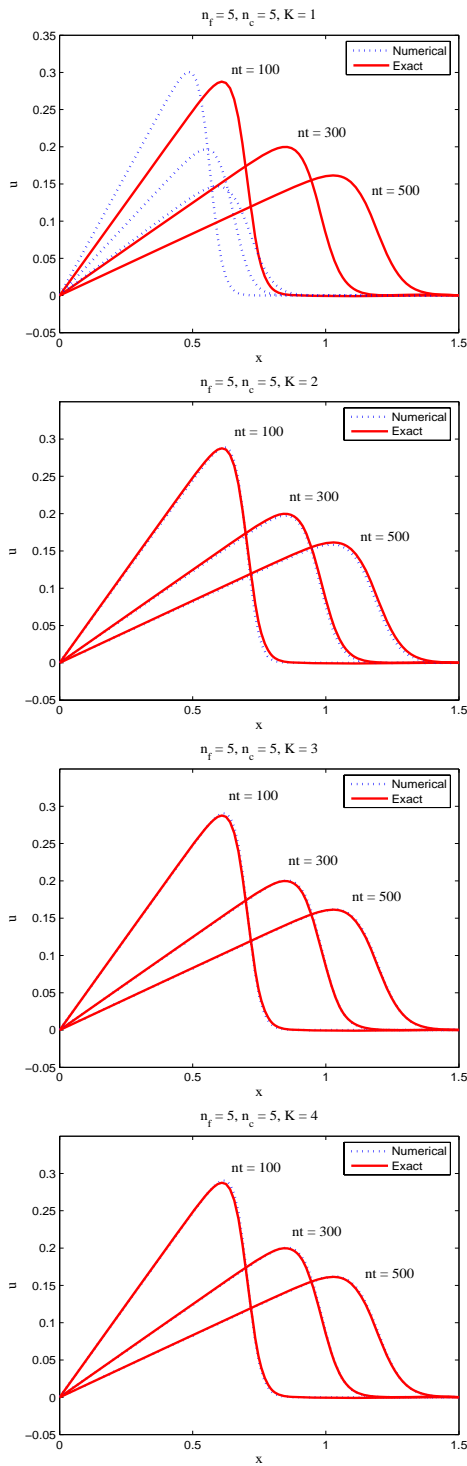 n_f = 5, n_c = 5, K = 1
0.35
0.3
0.25
0.2
0.15
0.1
0.05
0
−0.05
u
nt = 100
nt = 300
nt = 500
Numerical
Exact
0
0.5
1
1.5
x
n_f = 5, n_c = 5, K = 2
0.3
0.25
0.2
0.15
0.1
0.05
0
−0.05
u
nt = 100
nt = 300
nt = 500
Numerical
Exact
0
0.5
1
1.5
x
n_f = 5, n_c = 5, K = 3
0.3
0.25
0.2
0.15
0.1
0.05
0
−0.05
u
nt = 100
nt = 300
nt = 500
Numerical
Exact
0
0.5
1
1.5
x
n_f = 5, n_c = 5, K = 4
0.3
0.25
0.2
0.15
0.1
0.05
0
−0.05
u
nt = 100
nt = 300
nt = 500
Numerical
Exact
0
0.5
1
1.5
x